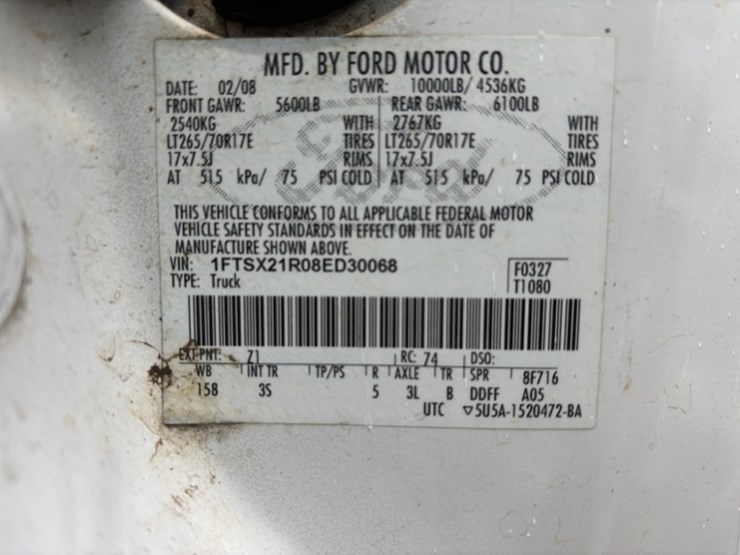 MFD. BY FORD MOTOR CO.
DATE: 02/08 GVWR: 10000LB/ 4536KG
FRONT GAWR: 5600LB REAR GAWR: 6100LB
2540KG WITH 2767KG WITH
LT265/70R17E TIRES LT265/70R17E TIRES
17x7.5J RIMS 17x7.5J RIMS
AT 515 kPa/ 75 PSI COLD AT 515 kPa/ 75 PSI COLD
THIS VEHICLE CONFORMS TO ALL APPLICABLE FEDERAL MOTOR
VEHICLE SAFETY STANDARDS IN EFFECT ON THE DATE OF
MANUFACTURE SHOWN ABOVE.
VIN: 1FTSX21R08ED30068 F0327
TYPE: Truck T1080
EXT PNT: Z1 RC: 74 DSO:
WB INT TR TP/PS R AXLE TR SPR 8F716
158 3S 5 3L B DDFF A05
UTC ▽5U5A-1520472-BA